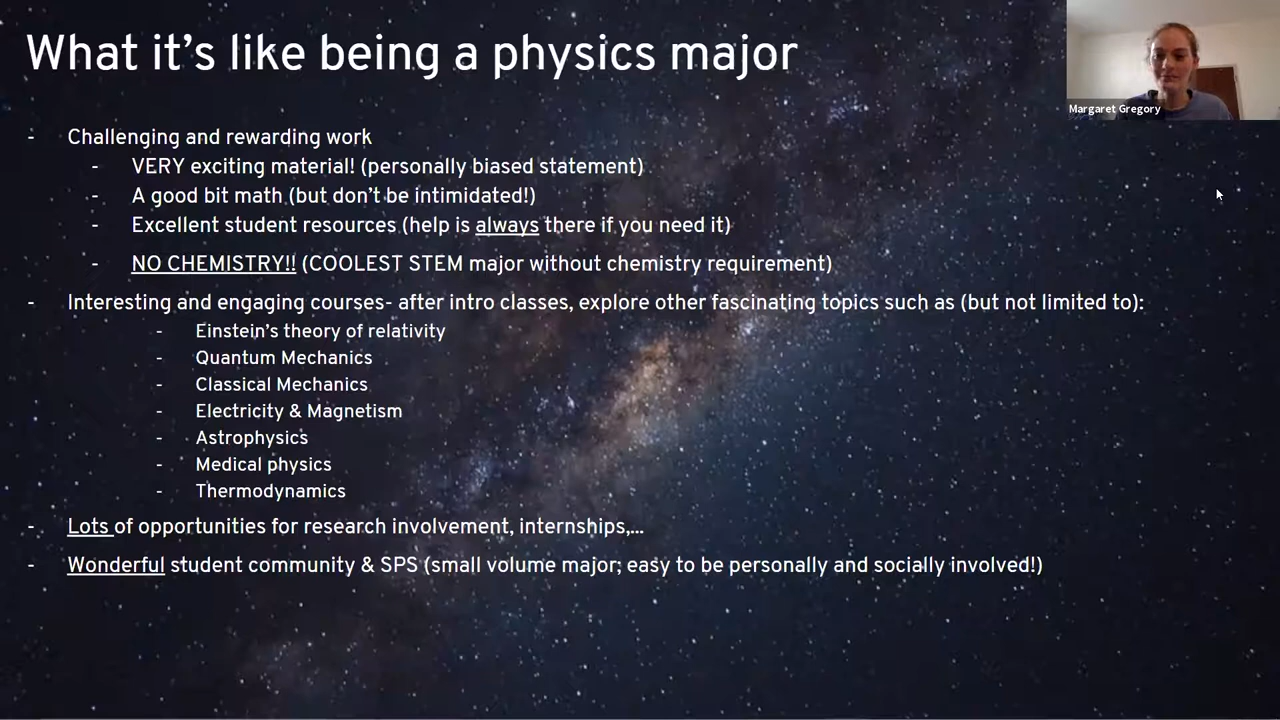 What it's like being a physics major
Margaret Gregory
- Challenging and rewarding work
- VERY exciting material! (personally biased statement)
- A good bit math (but don't be intimidated!)
- Excellent student resources (help is always there if you need it)
- NO CHEMISTRY!! (COOLEST STEM major without chemistry requirement)
- Interesting and engaging courses- after intro classes, explore other fascinating topics such as (but not limited to):
- Einstein's theory of relativity
- Quantum Mechanics
- Classical Mechanics
- Electricity & Magnetism
- Astrophysics
- Medical physics
- Thermodynamics
- Lots of opportunities for research involvement, internships,...
- Wonderful student community & SPS (small volume major; easy to be personally and socially involved!)